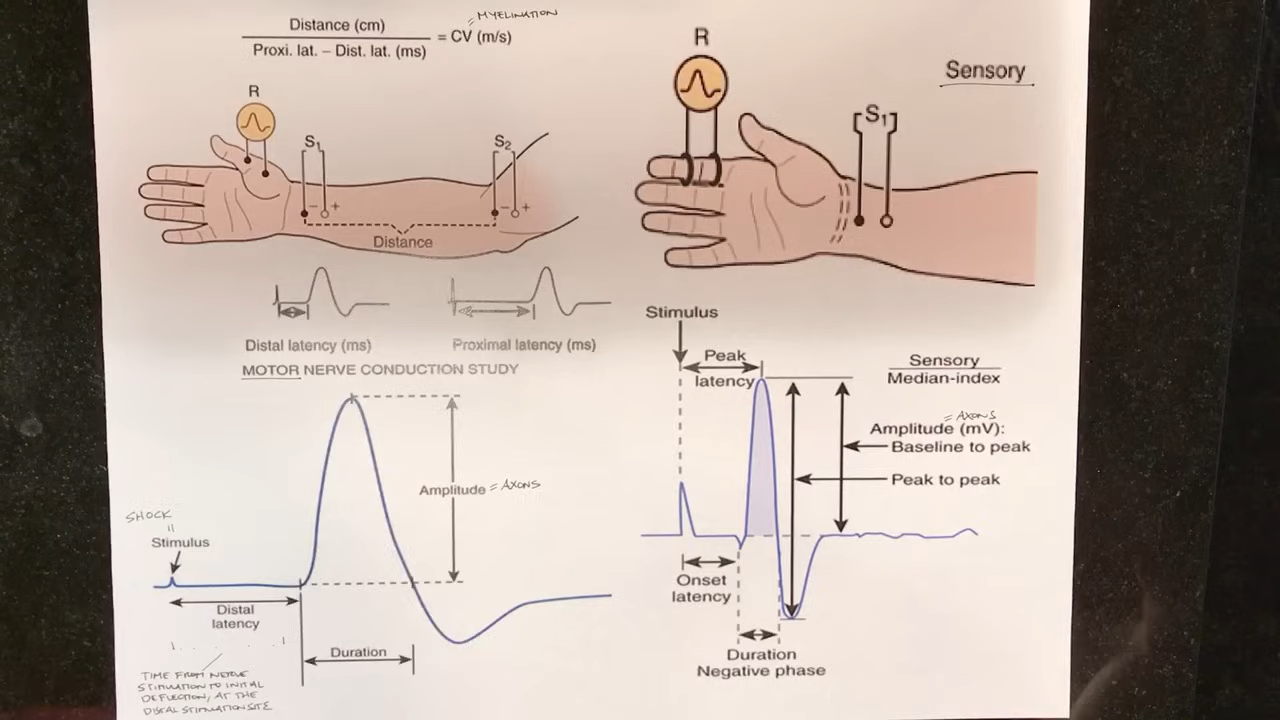 Distance (cm)
Proxi. lat. – Dist. lat. (ms)
= CV (m/s)
= MYELINATION
R
S1
S2
– +
– +
Distance
Distal latency (ms)
Proximal latency (ms)
MOTOR NERVE CONDUCTION STUDY
SHOCK
=
Stimulus
Amplitude = AXONS
Distal
latency
Duration
TIME FROM NERVE
STIMULATION TO INITIAL
DEFLECTION, AT THE
DISTAL STIMULATION SITE
R
Sensory
S1
Stimulus
Peak
latency
Sensory
Median-index
= AXONS
Amplitude (mV):
Baseline to peak
Peak to peak
Onset
latency
Duration
Negative phase